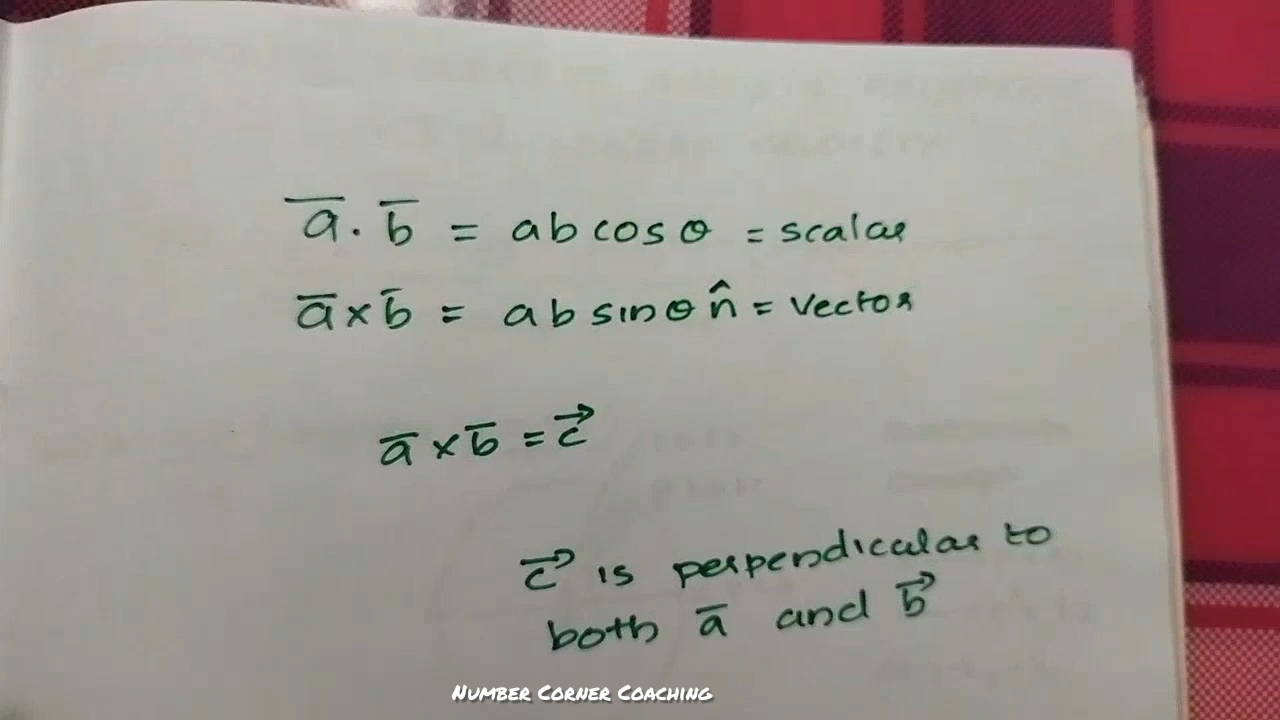 a̅ . b̅ = ab cos θ = scalar
a̅ × b̅ = ab sin θ n̂ = vector
a̅ × b̅ = c⃗
c⃗ is perpendicular to
both a̅ and b⃗
NUMBER CORNER COACHING